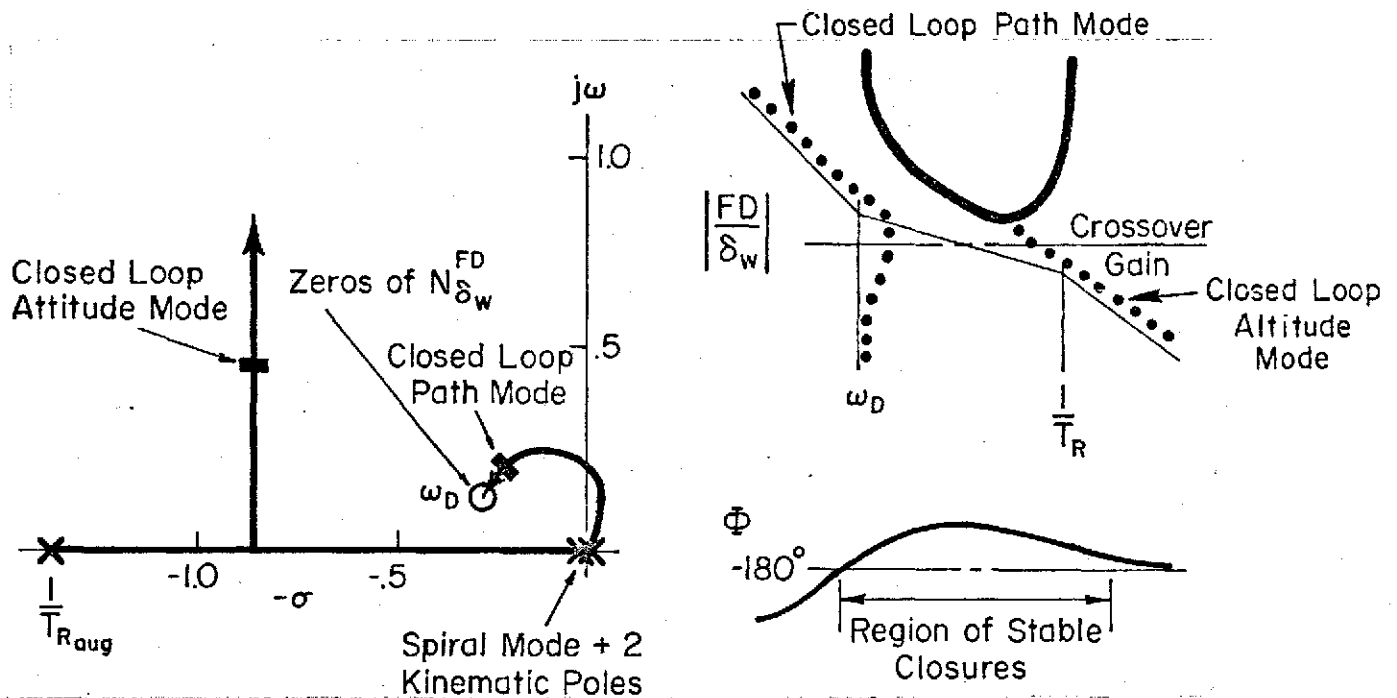 jω
1.0
.5
Closed Loop
Attitude Mode
Zeros of N FD δW
Closed Loop
Path Mode
ωD
-1.0
-.5
-σ
1
TRaug
Spiral Mode + 2
Kinematic Poles
Closed Loop Path Mode
|FD/δW|
Crossover
Gain
Closed Loop
Altitude
Mode
ωD
1
TR
Φ
-180°
Region of Stable
Closures